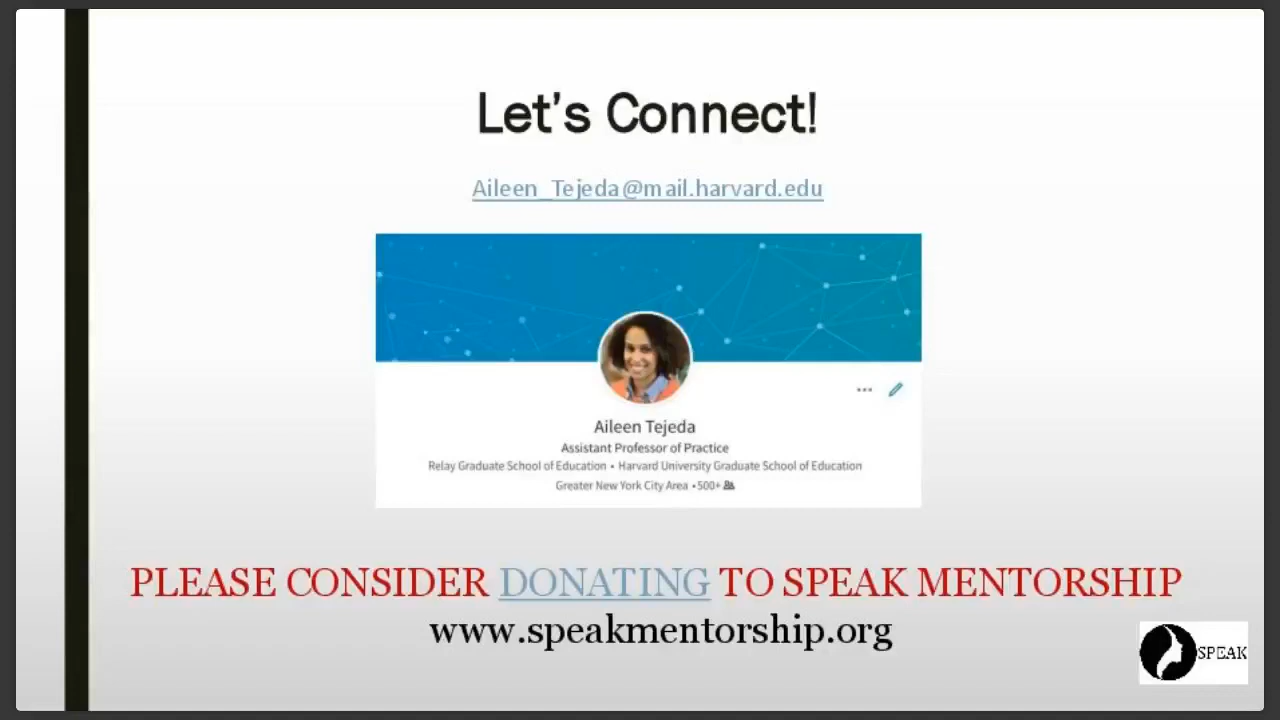 Let's Connect!
Aileen_Tejeda@mail.harvard.edu
Aileen Tejeda
Assistant Professor of Practice
Relay Graduate School of Education • Harvard University Graduate School of Education
Greater New York City Area • 500+
PLEASE CONSIDER DONATING TO SPEAK MENTORSHIP
www.speakmentorship.org
SPEAK